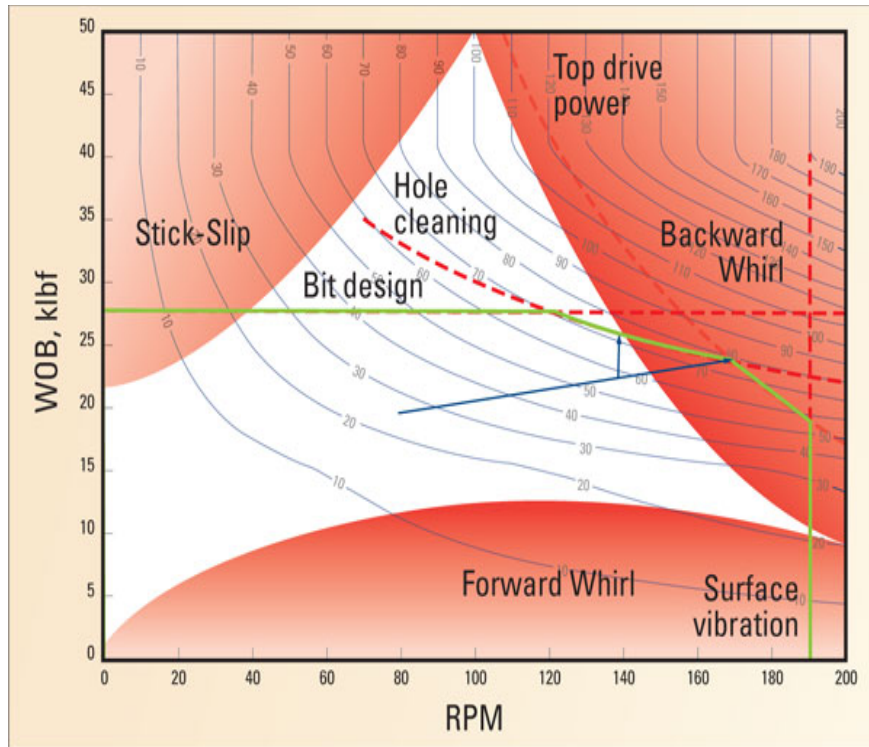 50
45
40
35
30
25
20
15
10
5
0
WOB, klbf
0 20 40 60 80 100 120 140 160 180 200
RPM
Stick-Slip
Hole
cleaning
Bit design
Top drive
power
Backward
Whirl
Forward Whirl
Surface
vibration
10 20 30 40 50 60 70 80 90 100 110 120 130 140 150 160 170 180 190 200